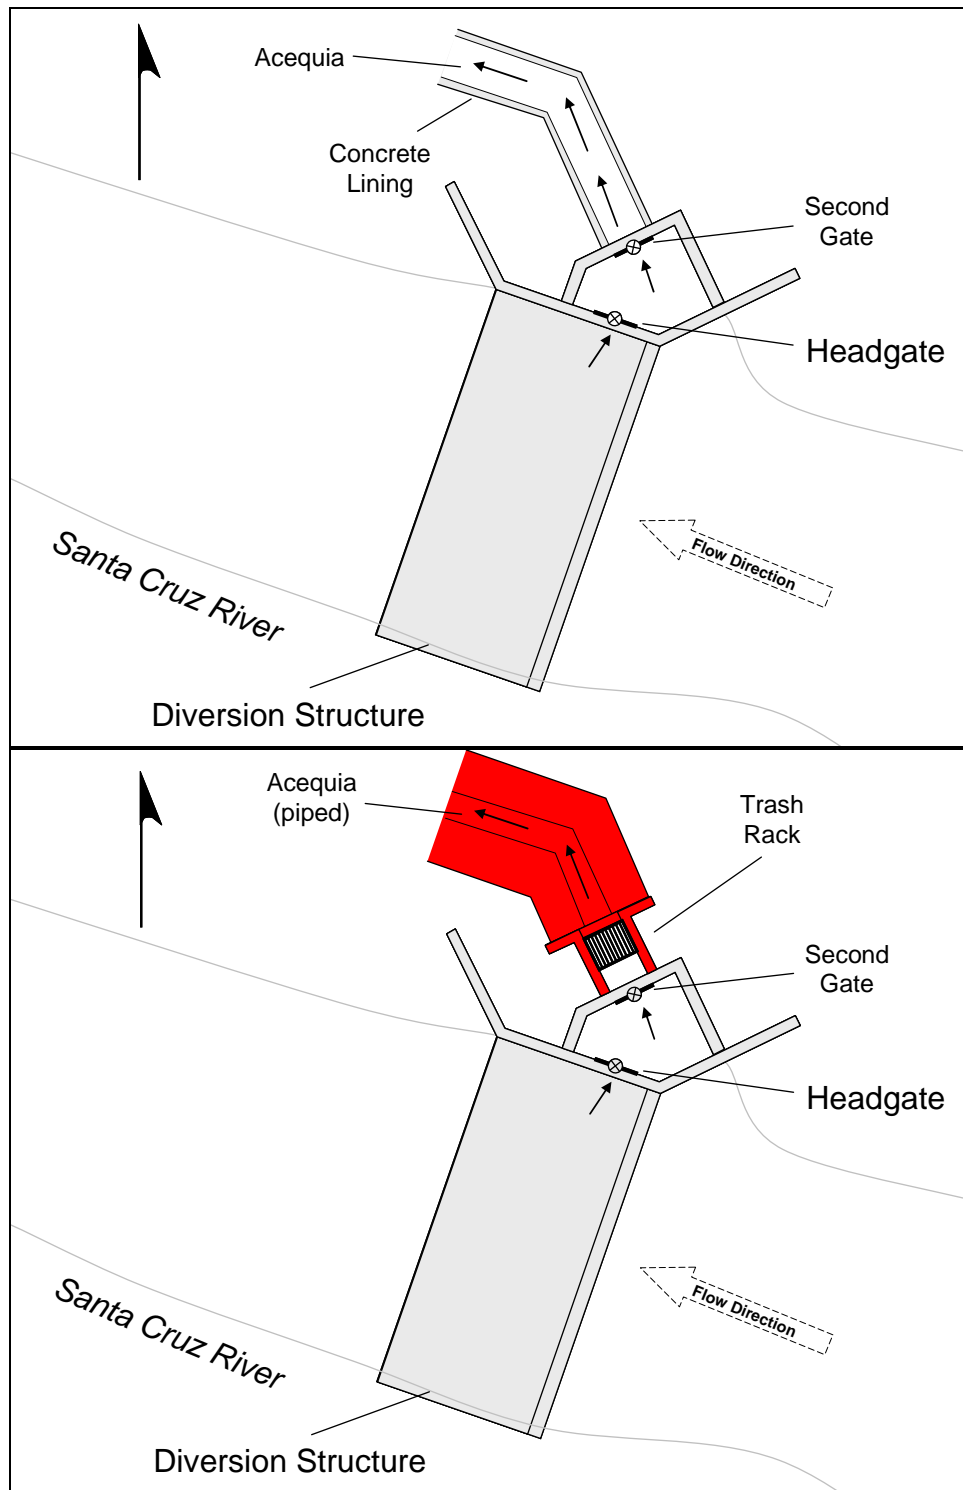 Acequia
Concrete
Lining
Second
Gate
Headgate
Flow Direction
Santa Cruz River
Diversion Structure
Acequia
(piped)
Trash
Rack
Second
Gate
Headgate
Flow Direction
Santa Cruz River
Diversion Structure